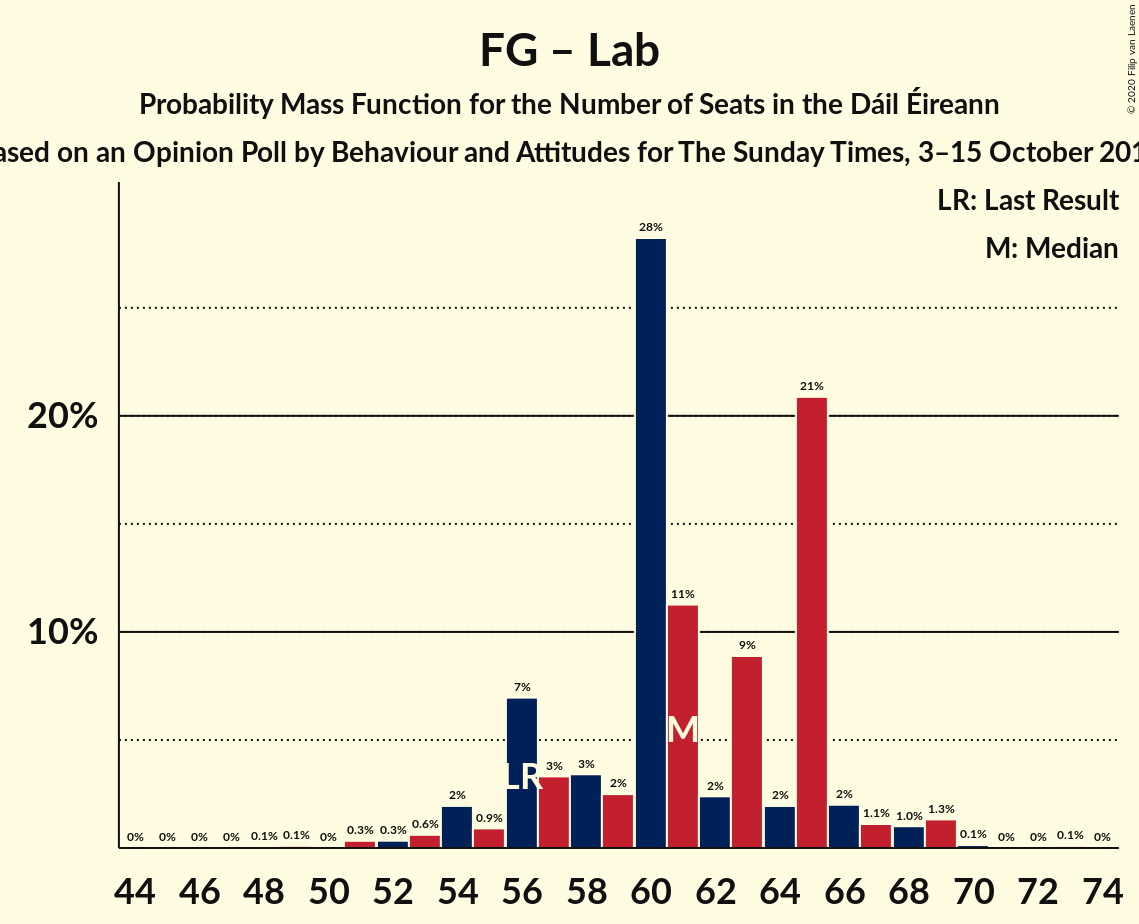 FG – Lab
Probability Mass Function for the Number of Seats in the Dáil Éireann
ased on an Opinion Poll by Behaviour and Attitudes for The Sunday Times, 3–15 October 201
© 2020 Filip van Laenen
LR: Last Result
M: Median
20%
10%
0% 0% 0% 0% 0.1% 0.1% 0% 0.3% 0.3% 0.6% 2% 0.9% 7% 3% 3% 2% 28% 11% 2% 9% 2% 21% 2% 1.1% 1.0% 1.3% 0.1% 0% 0% 0.1% 0%
LR
M
44 46 48 50 52 54 56 58 60 62 64 66 68 70 72 74